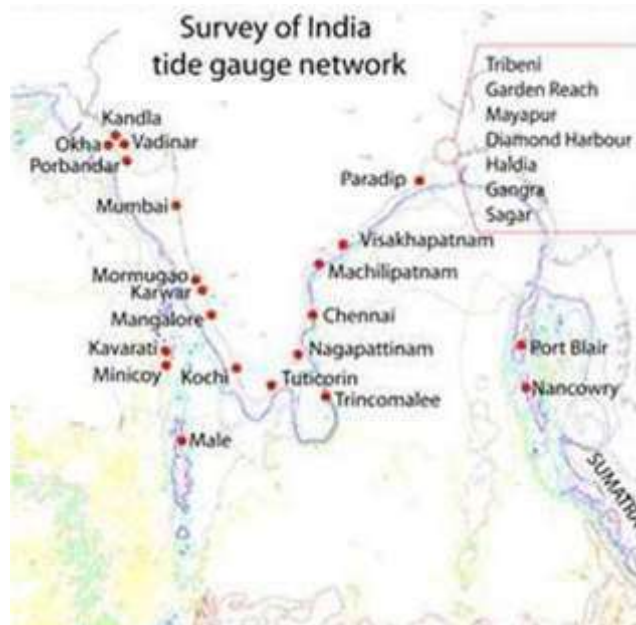 Survey of India
tide gauge network
Tribeni
Garden Reach
Mayapur
Diamond Harbour
Haldia
Gangra
Sagar
Kandla
Okha
Vadinar
Porbandar
Paradip
Mumbai
Visakhapatnam
Machilipatnam
Mormugao
Karwar
Mangalore
Chennai
Kavarati
Nagapattinam
Port Blair
Minicoy
Kochi
Tuticorin
Trincomalee
Nancowry
Male
SUMATRA